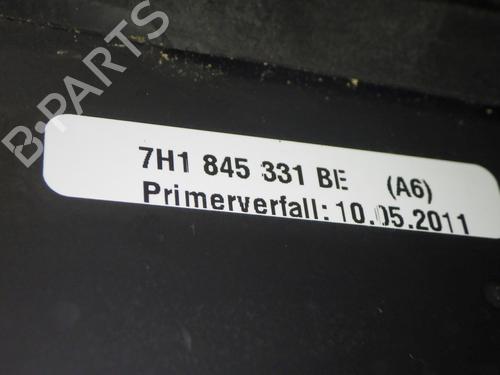 B-PARTS
7H1 845 331 BE (A6)
Primerverfall: 10.05.2011